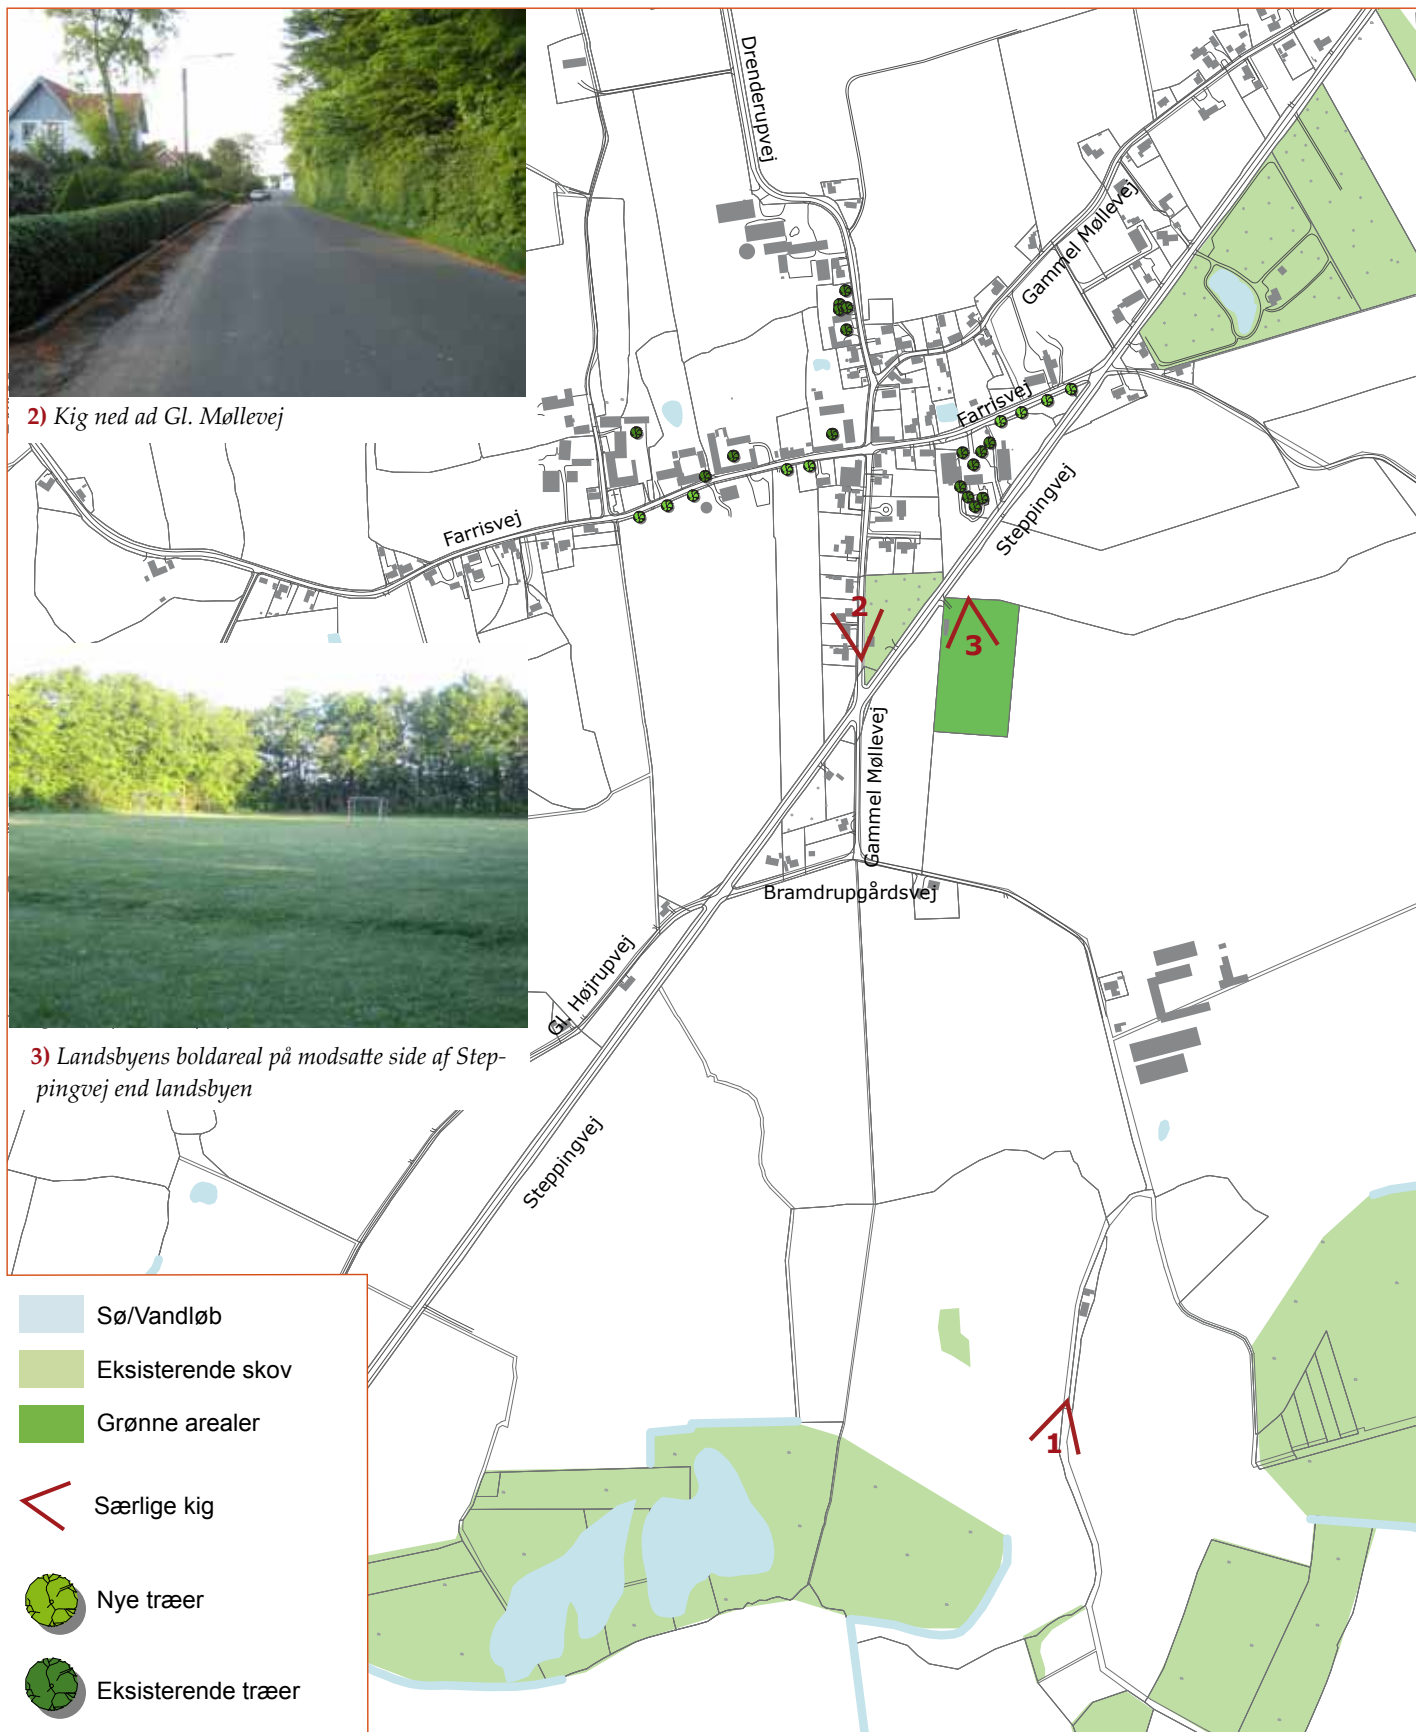 Drenderupvej
Gammel Møllevej
2) Kig ned ad Gl. Møllevej
Farrisvej
Farrisvej
Steppingvej
2
3
Gammel Møllevej
Bramdrupgårdsvej
Gl. Højrupvej
3) Landsbyens boldareal på modsatte side af Step-
pingvej end landsbyen
Steppingvej
1
Sø/Vandløb
Eksisterende skov
Grønne arealer
Særlige kig
Nye træer
Eksisterende træer